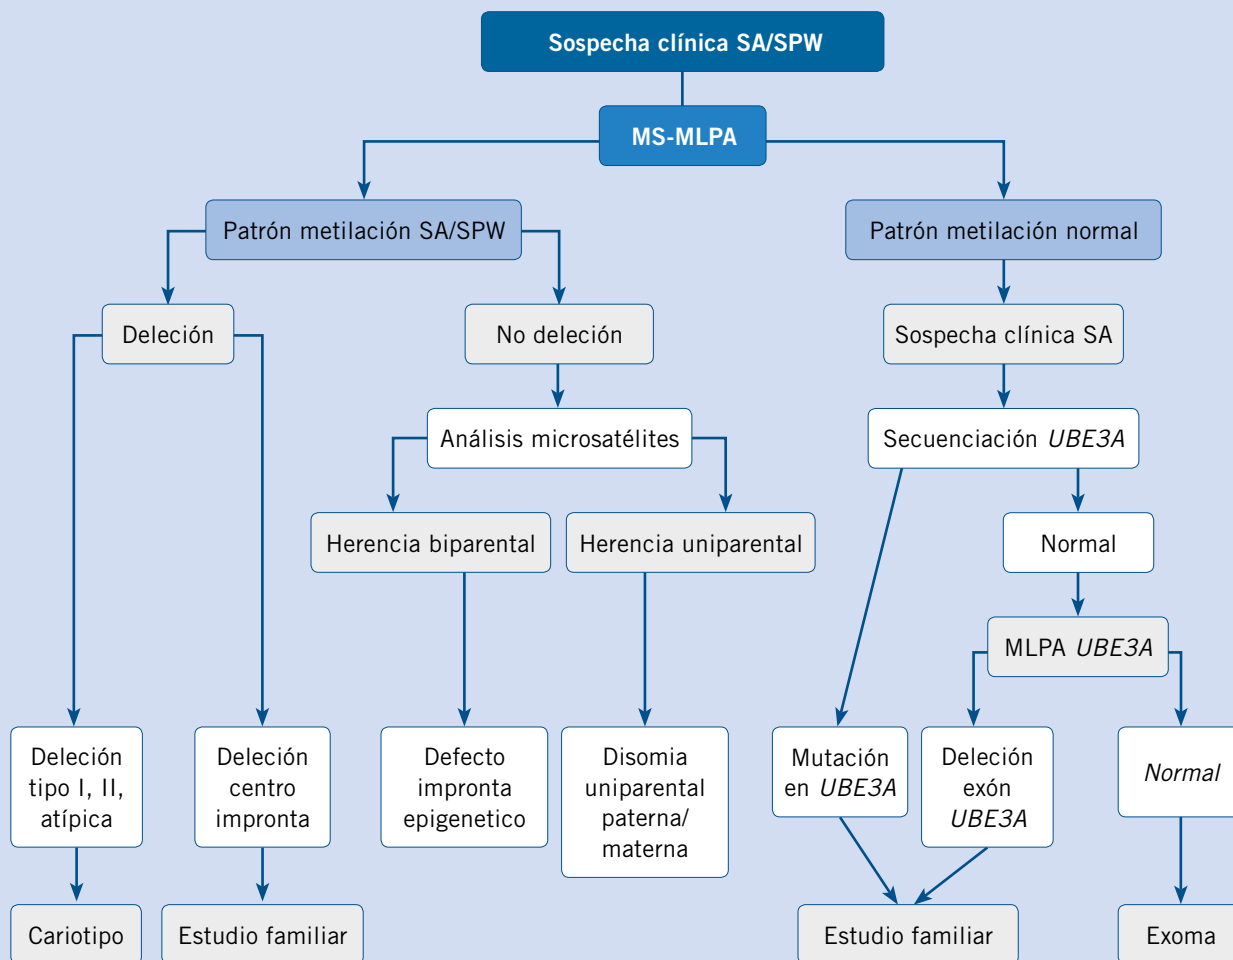 Sospecha clínica SA/SPW
MS-MLPA
Patrón metilación SA/SPW
Patrón metilación normal
Deleción
No deleción
Sospecha clínica SA
Análisis microsatélites
Secuenciación UBE3A
Herencia biparental
Herencia uniparental
Normal
MLPA UBE3A
Deleción
tipo I, II,
atípica
Deleción
centro
impronta
Defecto
impronta
epigenetico
Disomia
uniparental
paterna/
materna
Mutación
en UBE3A
Deleción
exón
UBE3A
Normal
Cariotipo
Estudio familiar
Estudio familiar
Exoma